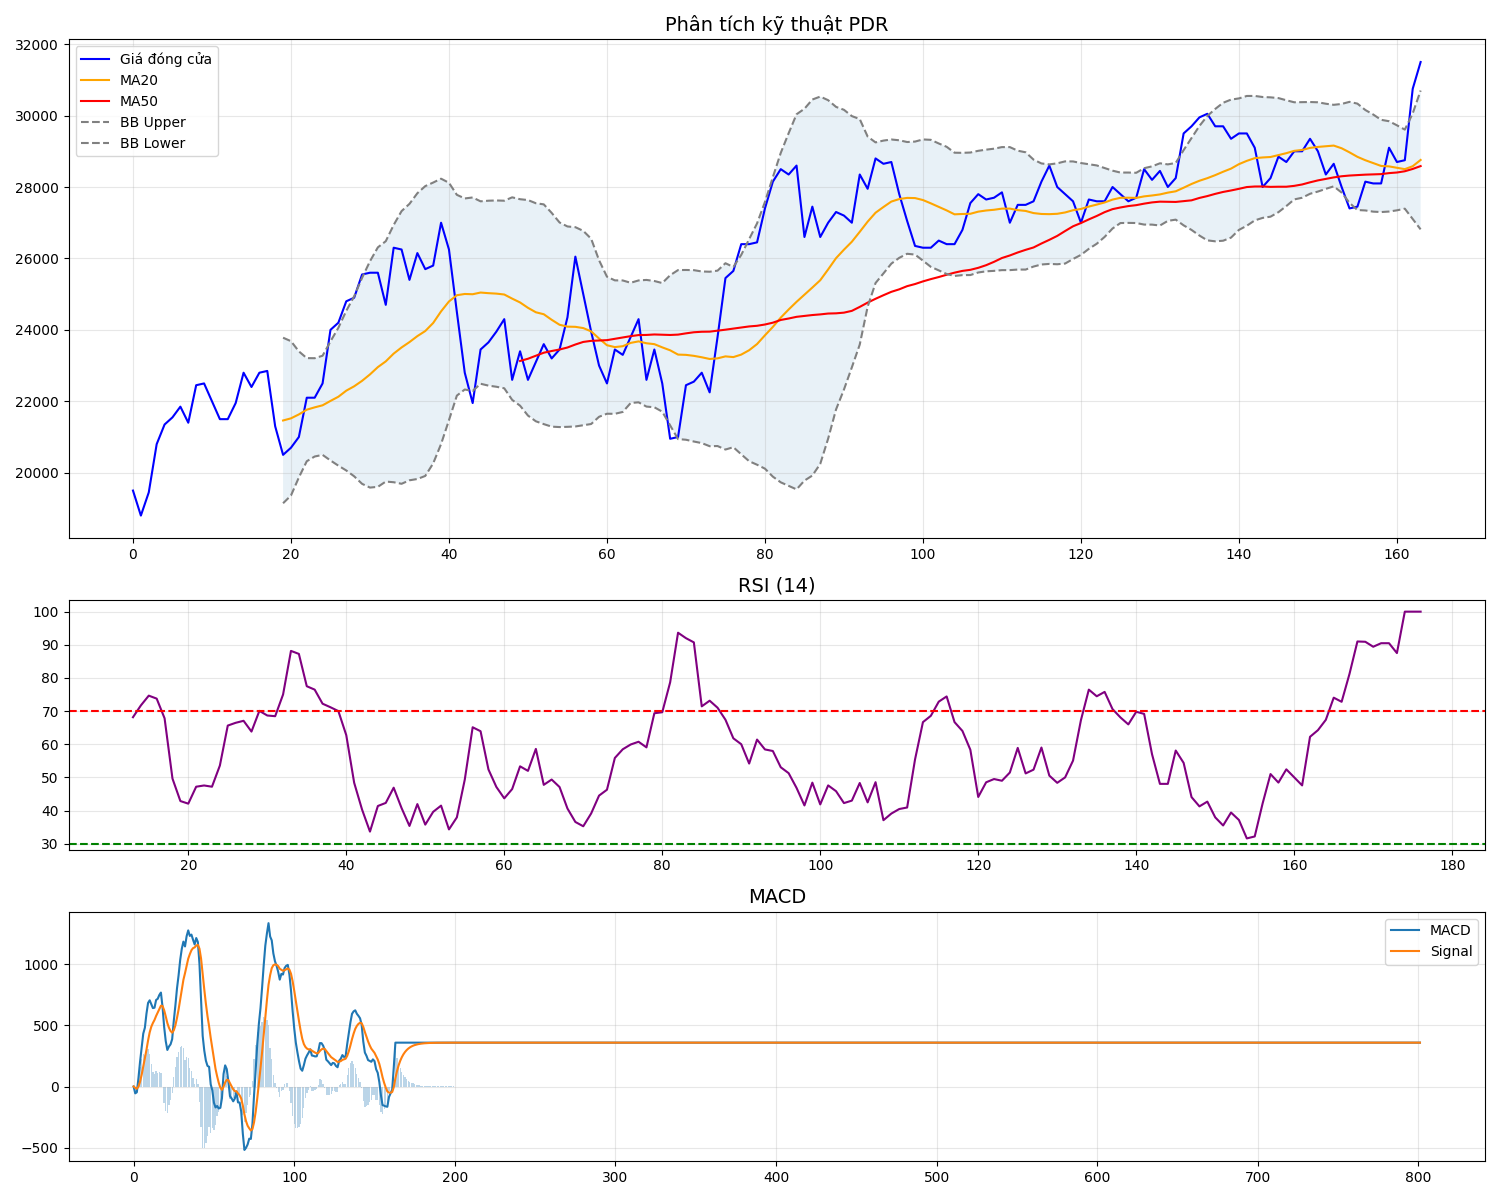 Phân tích kỹ thuật PDR
Giá đóng cửa
MA20
MA50
BB Upper
BB Lower
32000
30000
28000
26000
24000
22000
20000
0 20 40 60 80 100 120 140 160
RSI (14)
100
90
80
70
60
50
40
30
20 40 60 80 100 120 140 160 180
MACD
MACD
Signal
1000
500
0
−500
0 100 200 300 400 500 600 700 800